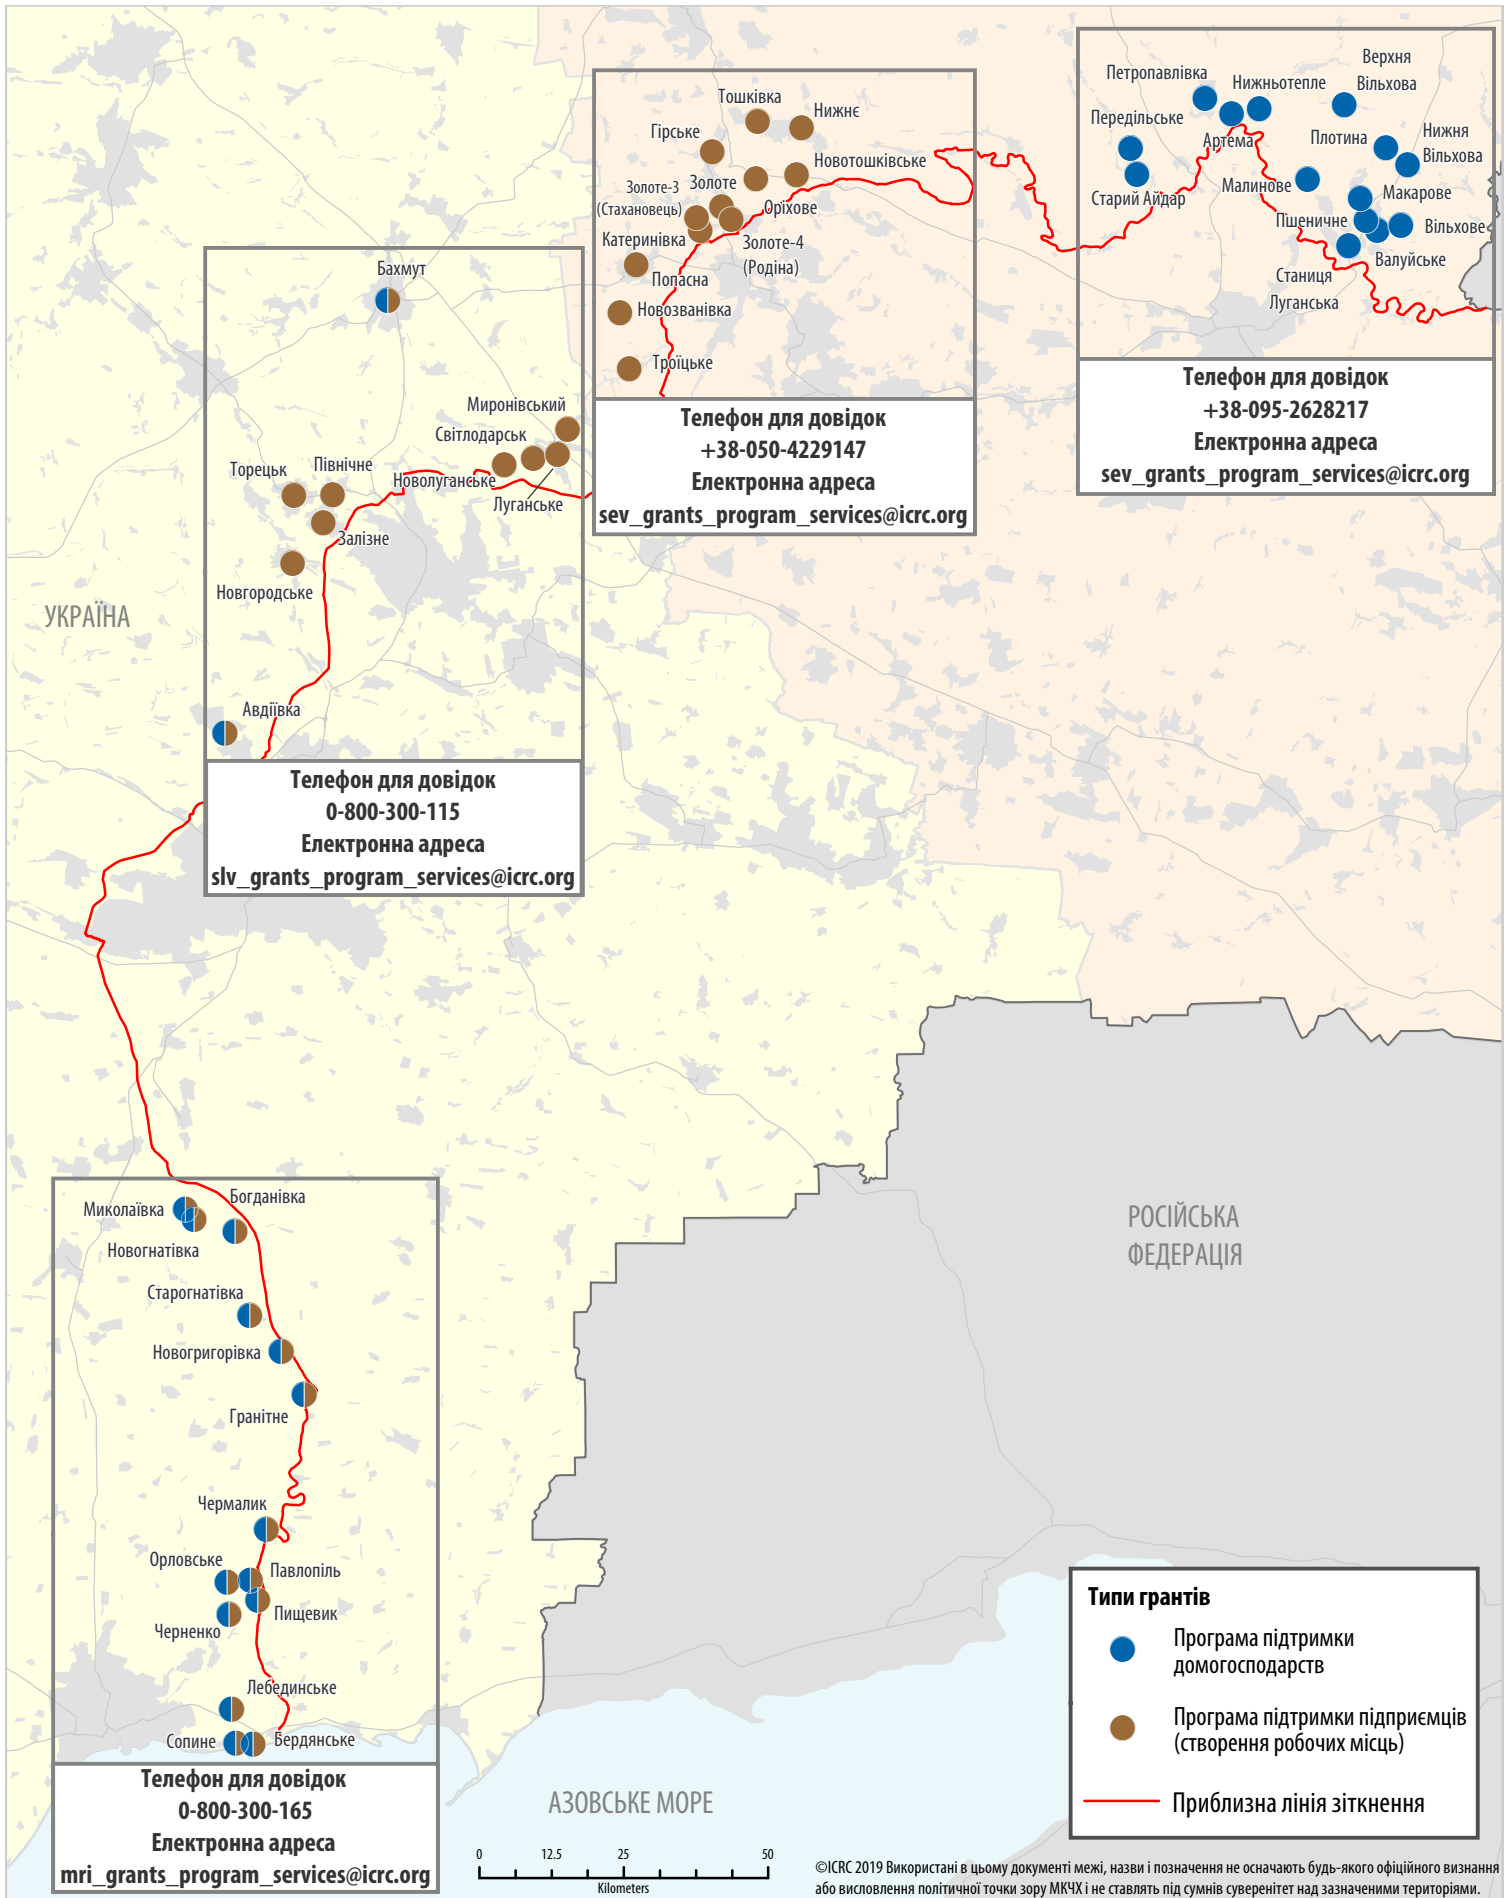 Верхня
Вільхова
Петропавлівка
Нижньотепле
Передільське
Артема
Плотина
Нижня
Вільхова
Старий Айдар
Малинове
Макарове
Пшеничне
Вільхове
Валуйське
Станиця
Луганська
Телефон для довідок
+38-095-2628217
Електронна адреса
sev_grants_program_services@icrc.org
Тошківка
Нижнє
Гірське
Новотошківське
Золоте-3
(Стахановець)
Золоте
Оріхове
Катеринівка
Золоте-4
(Родіна)
Попасна
Новозванівка
Троїцьке
Телефон для довідок
+38-050-4229147
Електронна адреса
sev_grants_program_services@icrc.org
Бахмут
Миронівський
Світлодарськ
Торецьк
Північне
Новолуганське
Луганське
Залізне
Новгородське
Авдіївка
Телефон для довідок
0-800-300-115
Електронна адреса
slv_grants_program_services@icrc.org
УКРАЇНА
Миколаївка
Богданівка
Новогнатівка
Старогнатівка
Новогригорівка
Гранітне
Чермалик
Орловське
Павлопіль
Пищевик
Черненко
Лебединське
Сопине
Бердянське
Телефон для довідок
0-800-300-165
Електронна адреса
mri_grants_program_services@icrc.org
РОСІЙСЬКА
ФЕДЕРАЦІЯ
АЗОВСЬКЕ МОРЕ
0 12.5 25 50
Kilometers
Типи грантів
Програма підтримки
домогосподарств
Програма підтримки підприємців
(створення робочих місць)
Приблизна лінія зіткнення
©ICRC 2019 Використані в цьому документі межі, назви і позначення не означають будь-якого офіційного визнання
або висловлення політичної точки зору МКЧХ і не ставлять під сумнів суверенітет над зазначеними територіями.